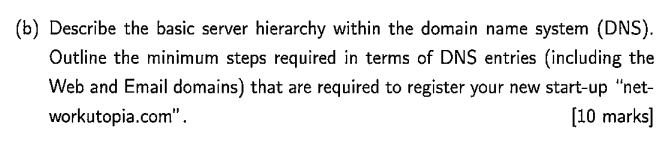 (b) Describe the basic server hierarchy within the domain name system (DNS).
Outline the minimum steps required in terms of DNS entries (including the
Web and Email domains) that are required to register your new start-up "net-
workutopia.com". [10 marks]